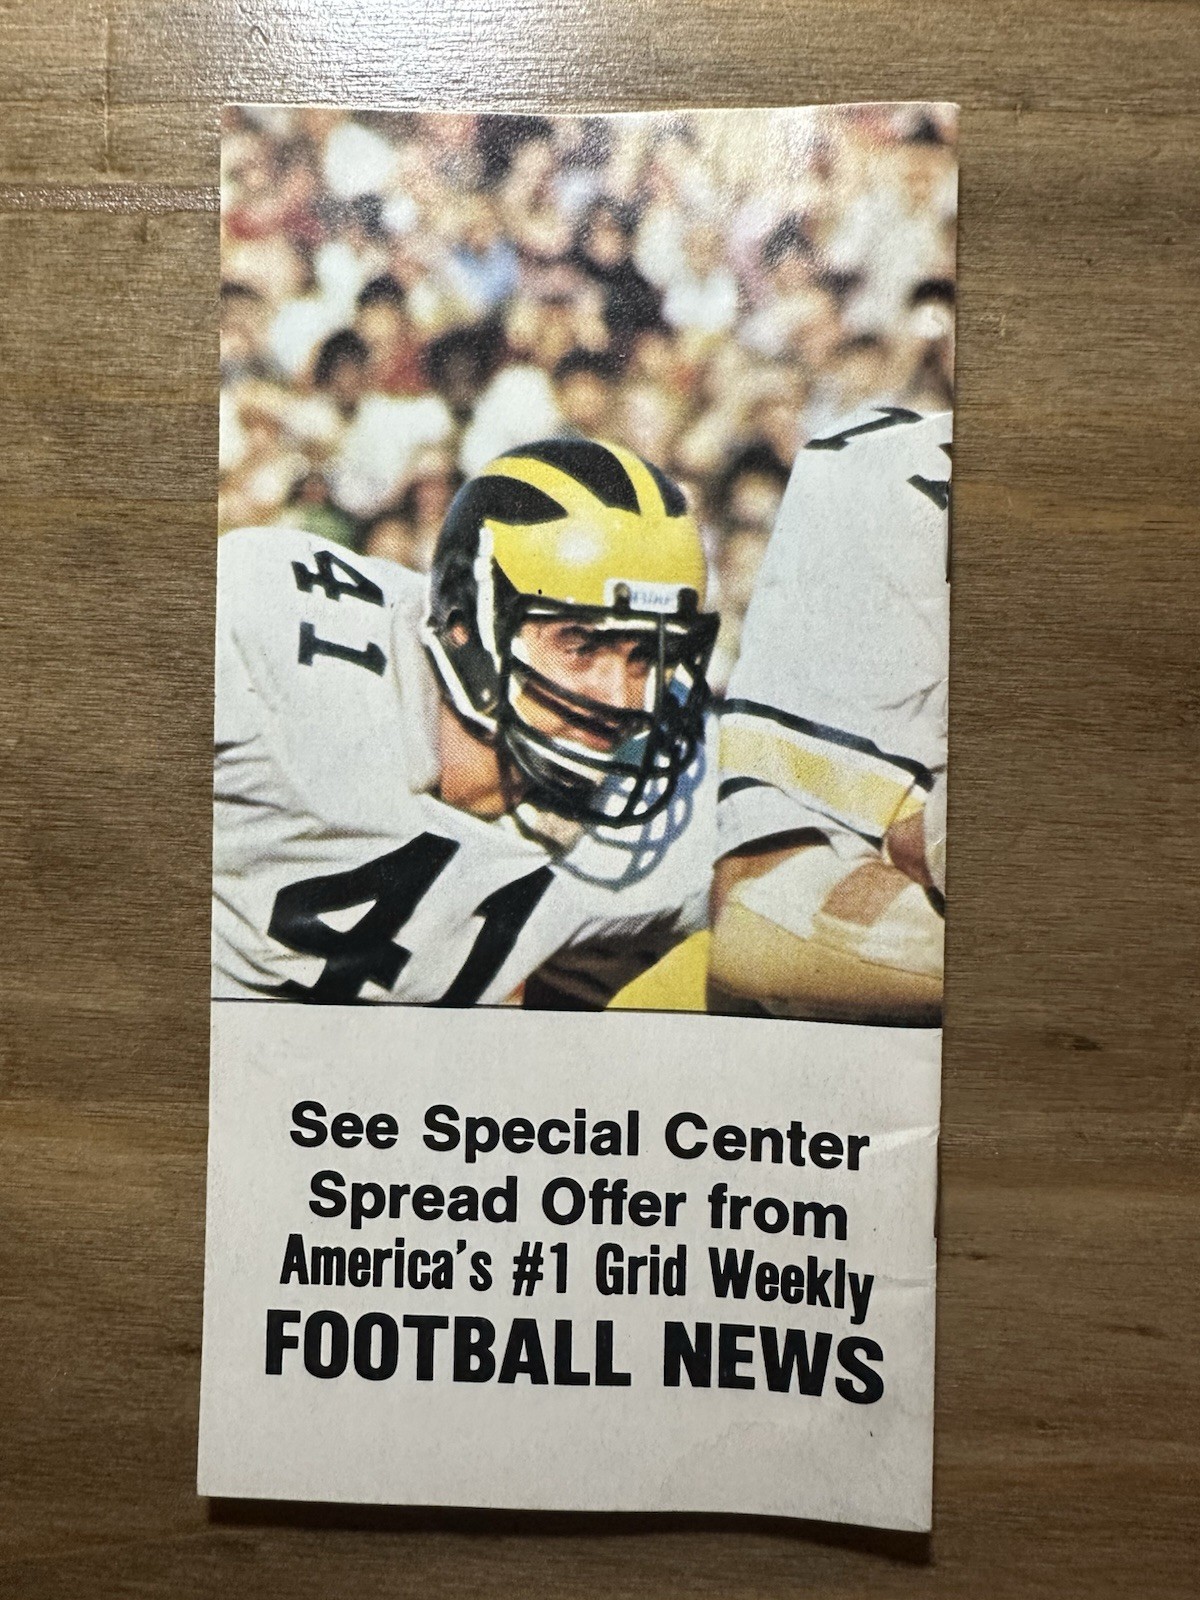 41
41
See Special Center
Spread Offer from
America's #1 Grid Weekly
FOOTBALL NEWS